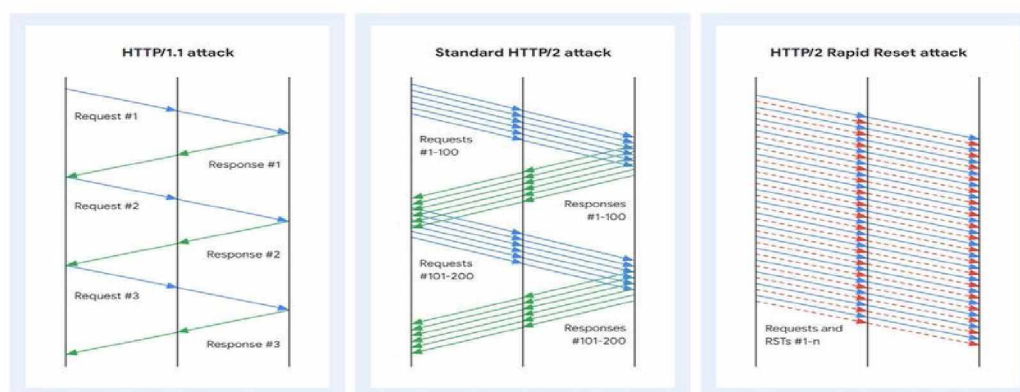 HTTP/1.1 attack
Request #1
Response #1
Request #2
Response #2
Request #3
Response #3
Standard HTTP/2 attack
Requests
#1-100
Responses
#1-100
Requests
#101-200
Responses
#101-200
HTTP/2 Rapid Reset attack
Requests and
RSTs #1-n